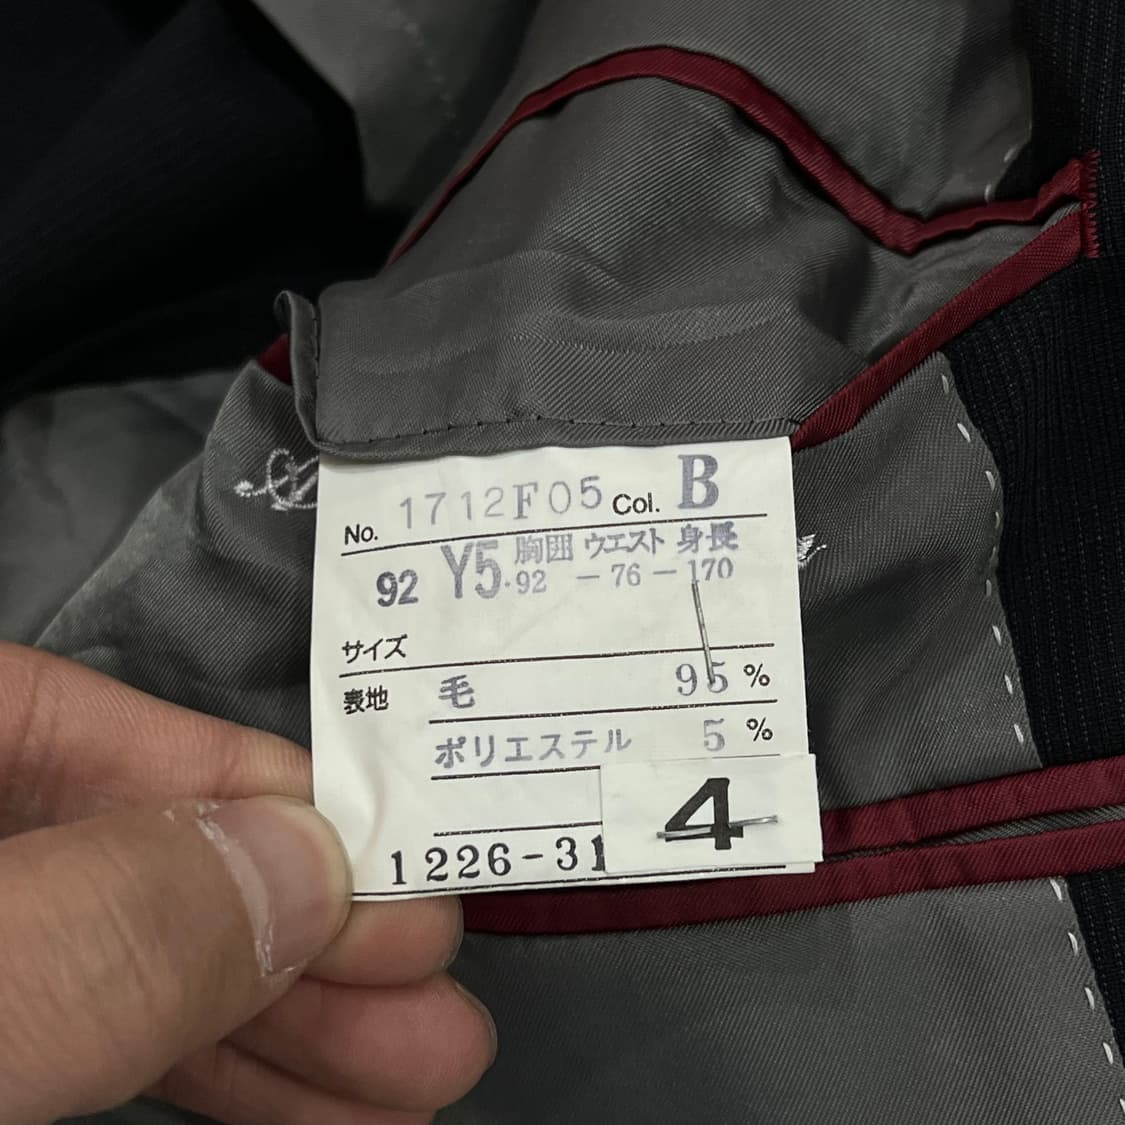 No. 1712F05 Col. B
胸囲 ウエスト 身長
92 Y5・92 -76-170
サイズ
表地 毛 95%
ポリエステル 5%
4
1226-31